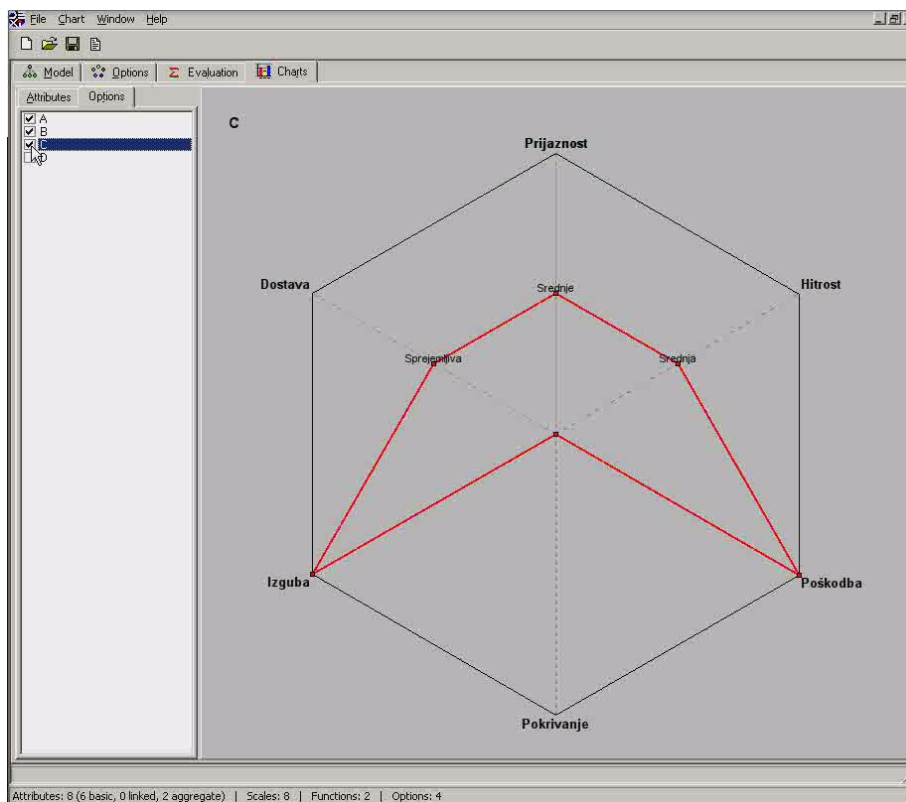 File Chart Window Help
Model Options Σ Evaluation Charts
Attributes Options
A
B
C
D
C
Prijaznost
Dostava
Hitrost
Srednje
Sprejemljiva
Srednja
Izguba
Poškodba
Pokrivanje
Attributes: 8 (6 basic, 0 linked, 2 aggregate) | Scales: 8 | Functions: 2 | Options: 4